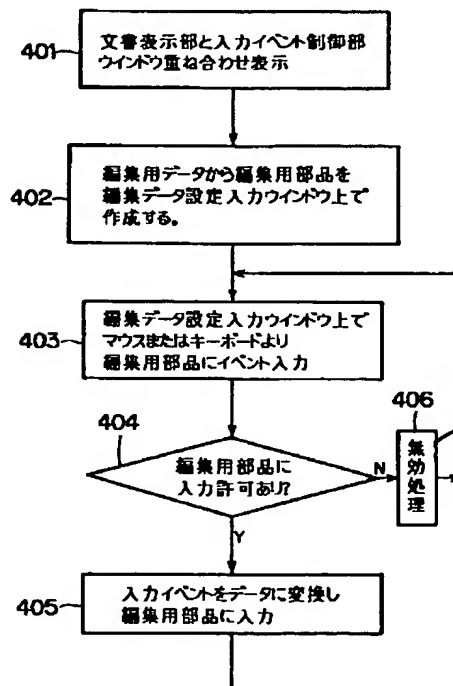 401
文書表示部と入力イベント制御部
ウインドウ重ね合わせ表示
402
編集用データから編集用部品を
編集データ設定入力ウインドウ上で
作成する。
403
編集データ設定入力ウインドウ上で
マウスまたはキーボードより
編集用部品にイベント入力
404
編集用部品に
入力許可あり?
N
406
無効処理
Y
405
入力イベントをデータに変換し
編集用部品に入力